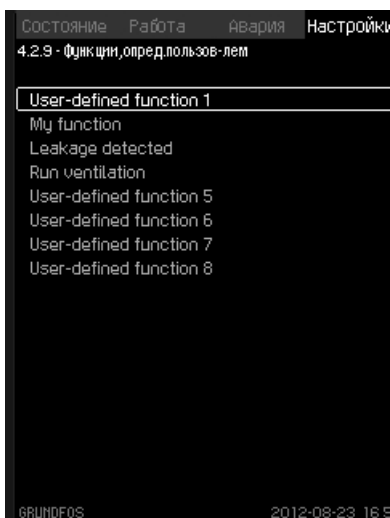 Состояние Работа Авария Настройки
4.2.9 - Функции,опред.пользов-лем
User-defined function 1
My function
Leakage detected
Run ventilation
User-defined function 5
User-defined function 6
User-defined function 7
User-defined function 8
GRUNDFOS 2012-08-23